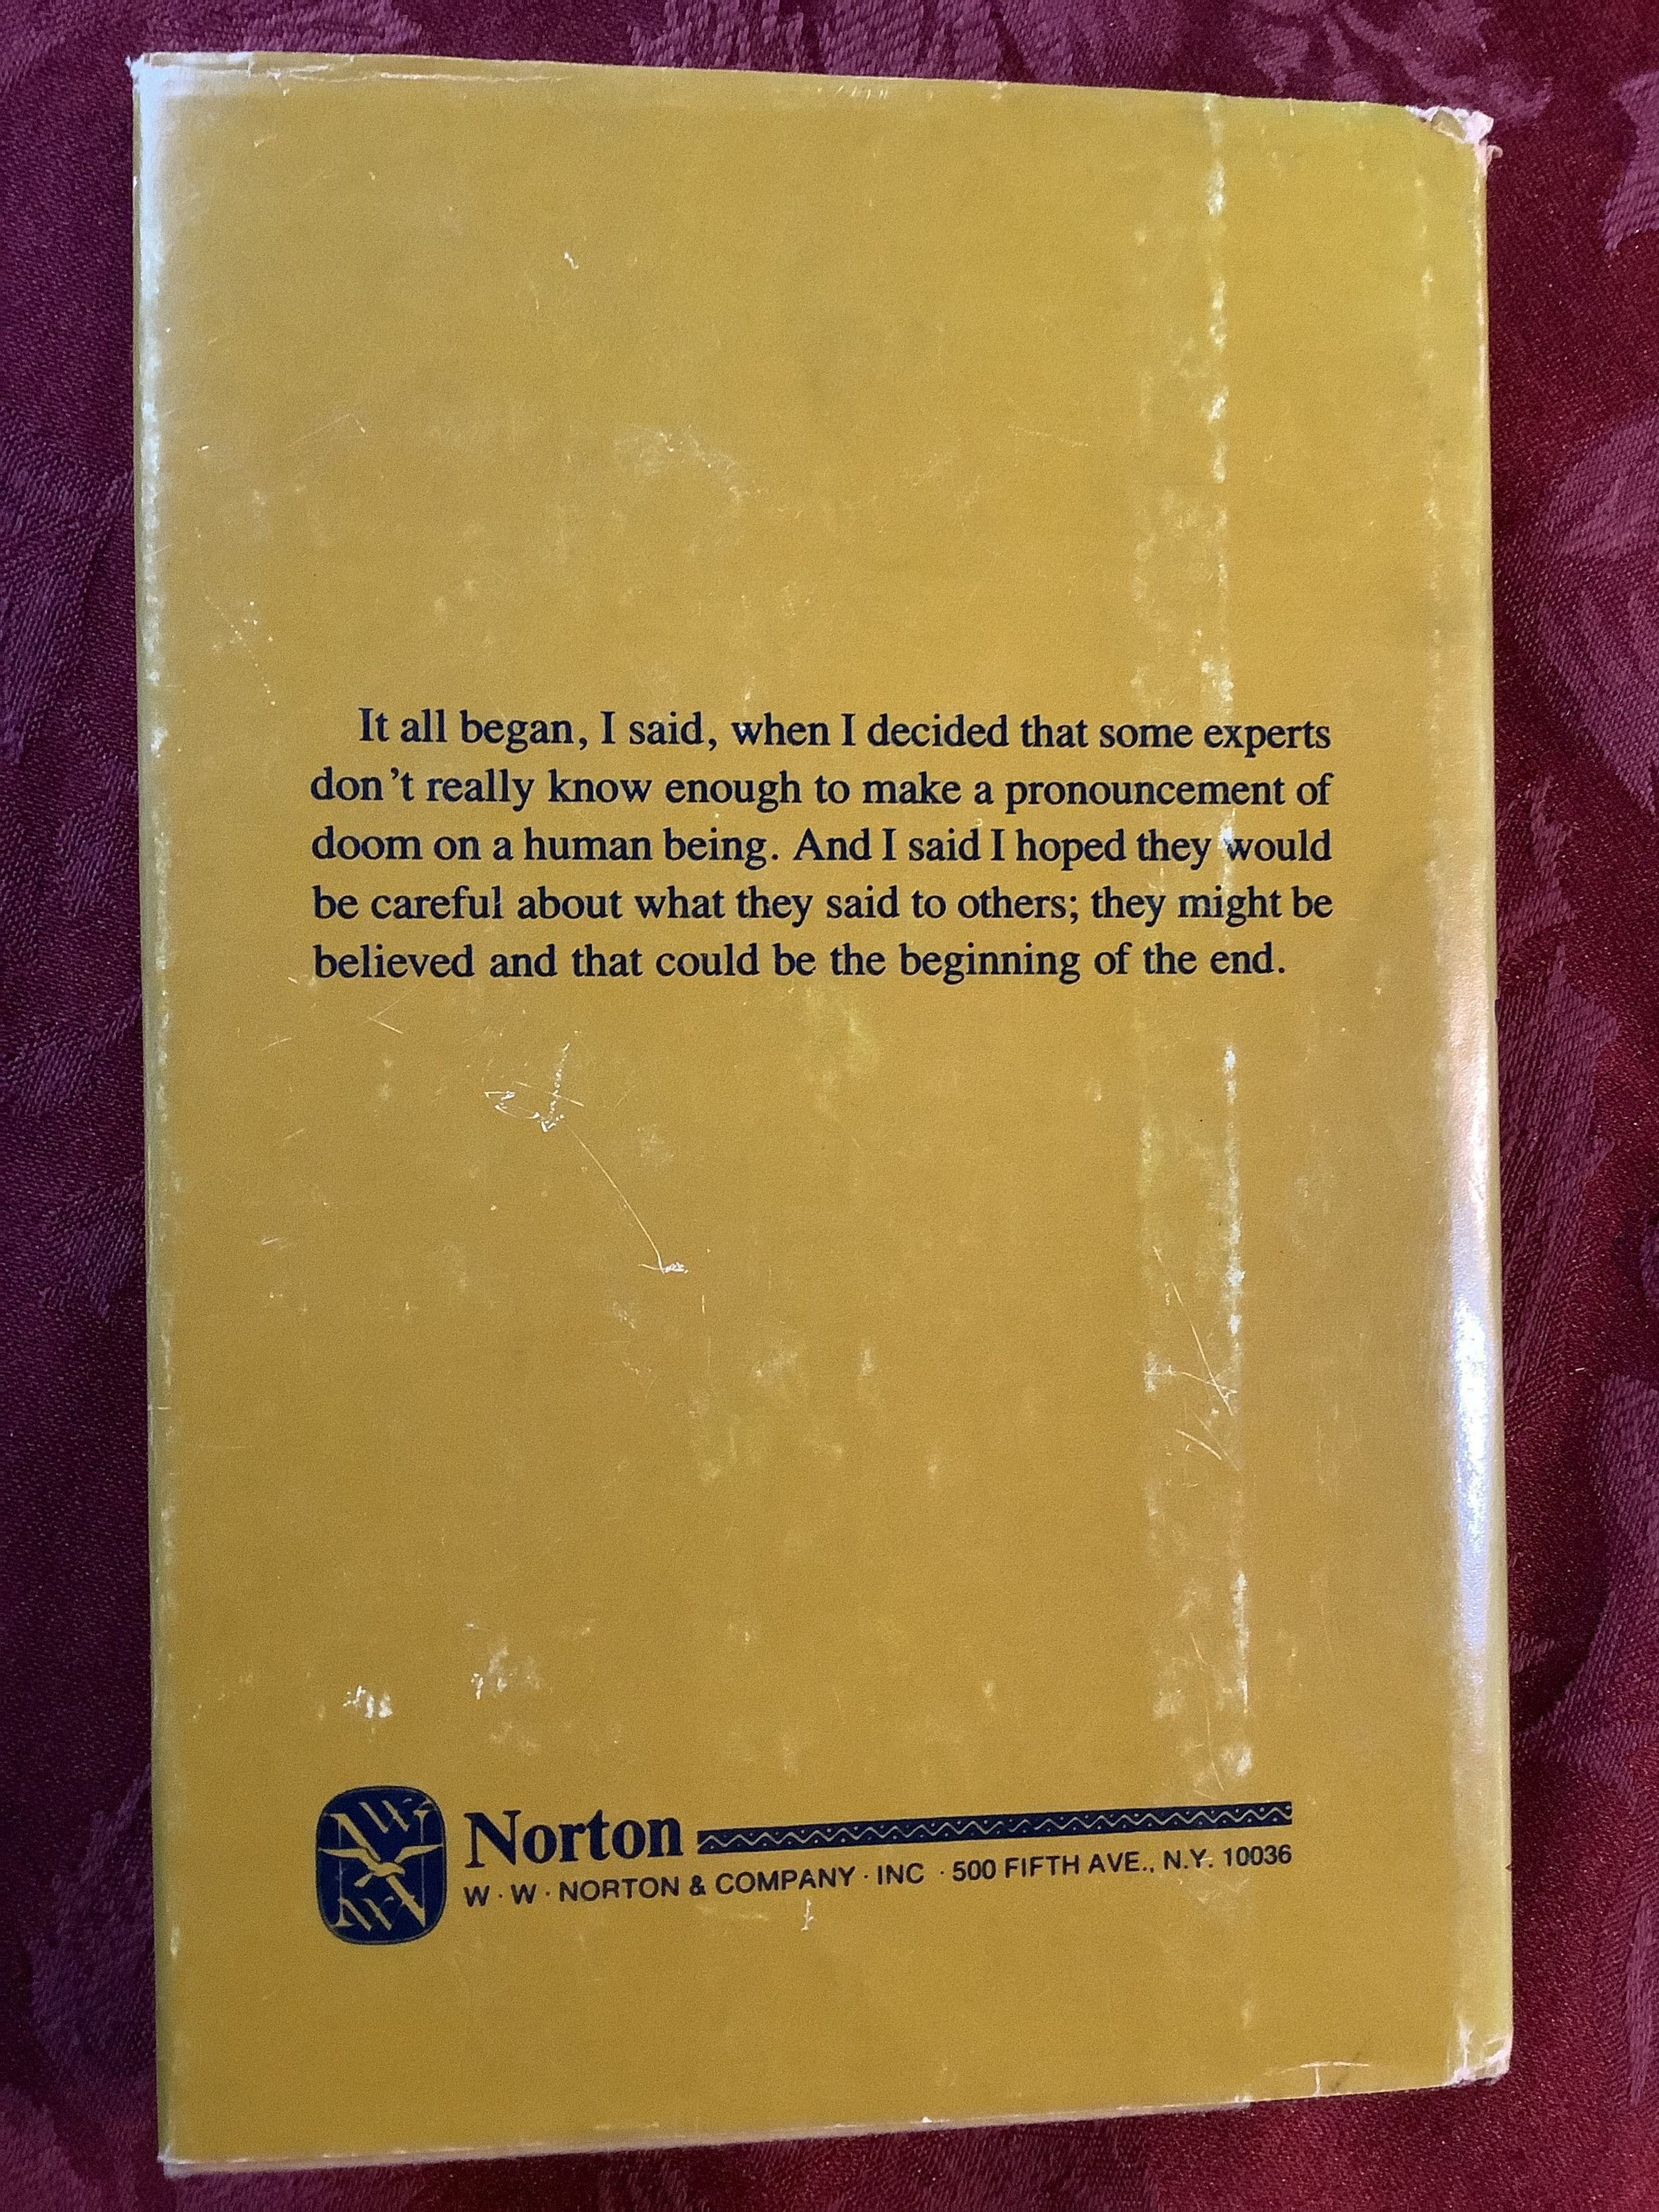 It all began, I said, when I decided that some experts
don't really know enough to make a pronouncement of
doom on a human being. And I said I hoped they would
be careful about what they said to others; they might be
believed and that could be the beginning of the end.
Norton
W · W · NORTON & COMPANY · INC · 500 FIFTH AVE., N.Y. 10036